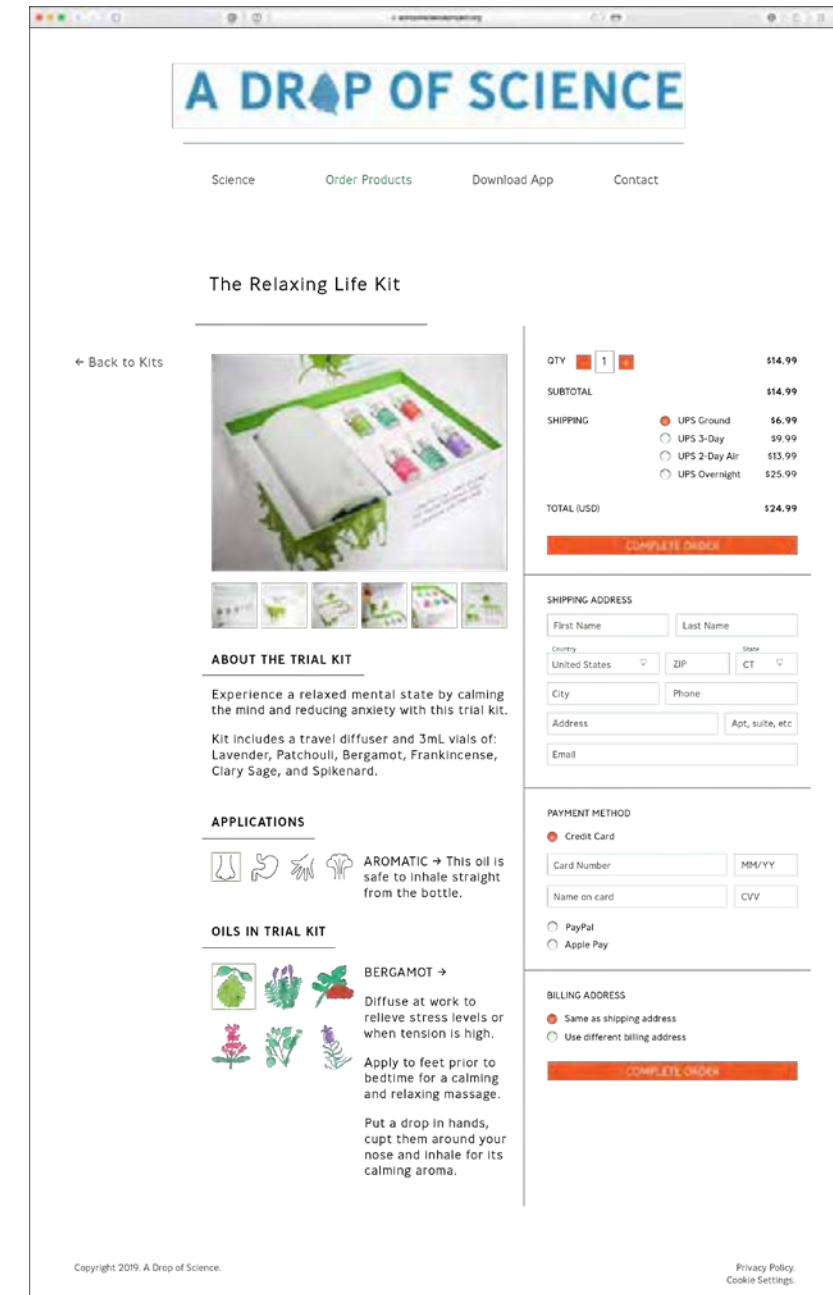 A DROP OF SCIENCE
Science Order Products Download App Contact
The Relaxing Life Kit
← Back to Kits
ABOUT THE TRIAL KIT
Experience a relaxed mental state by calming
the mind and reducing anxiety with this trial kit.
Kit includes a travel diffuser and 3mL vials of:
Lavender, Patchouli, Bergamot, Frankincense,
Clary Sage, and Spikenard.
APPLICATIONS
AROMATIC → This oil is
safe to inhale straight
from the bottle.
OILS IN TRIAL KIT
BERGAMOT →
Diffuse at work to
relieve stress levels or
when tension is high.
Apply to feet prior to
bedtime for a calming
and relaxing massage.
Put a drop in hands,
cupt them around your
nose and inhale for its
calming aroma.
QTY - 1 + $14.99
SUBTOTAL $14.99
SHIPPING UPS Ground $6.99
UPS 3-Day $9.99
UPS 2-Day Air $13.99
UPS Overnight $25.99
TOTAL (USD) $24.99
COMPLETE ORDER
SHIPPING ADDRESS
First Name Last Name
Country State
United States ZIP CT
City Phone
Address Apt, suite, etc
Email
PAYMENT METHOD
Credit Card
Card Number MM/YY
Name on card CVV
PayPal
Apple Pay
BILLING ADDRESS
Same as shipping address
Use different billing address
COMPLETE ORDER
Copyright 2019. A Drop of Science.
Privacy Policy.
Cookie Settings.